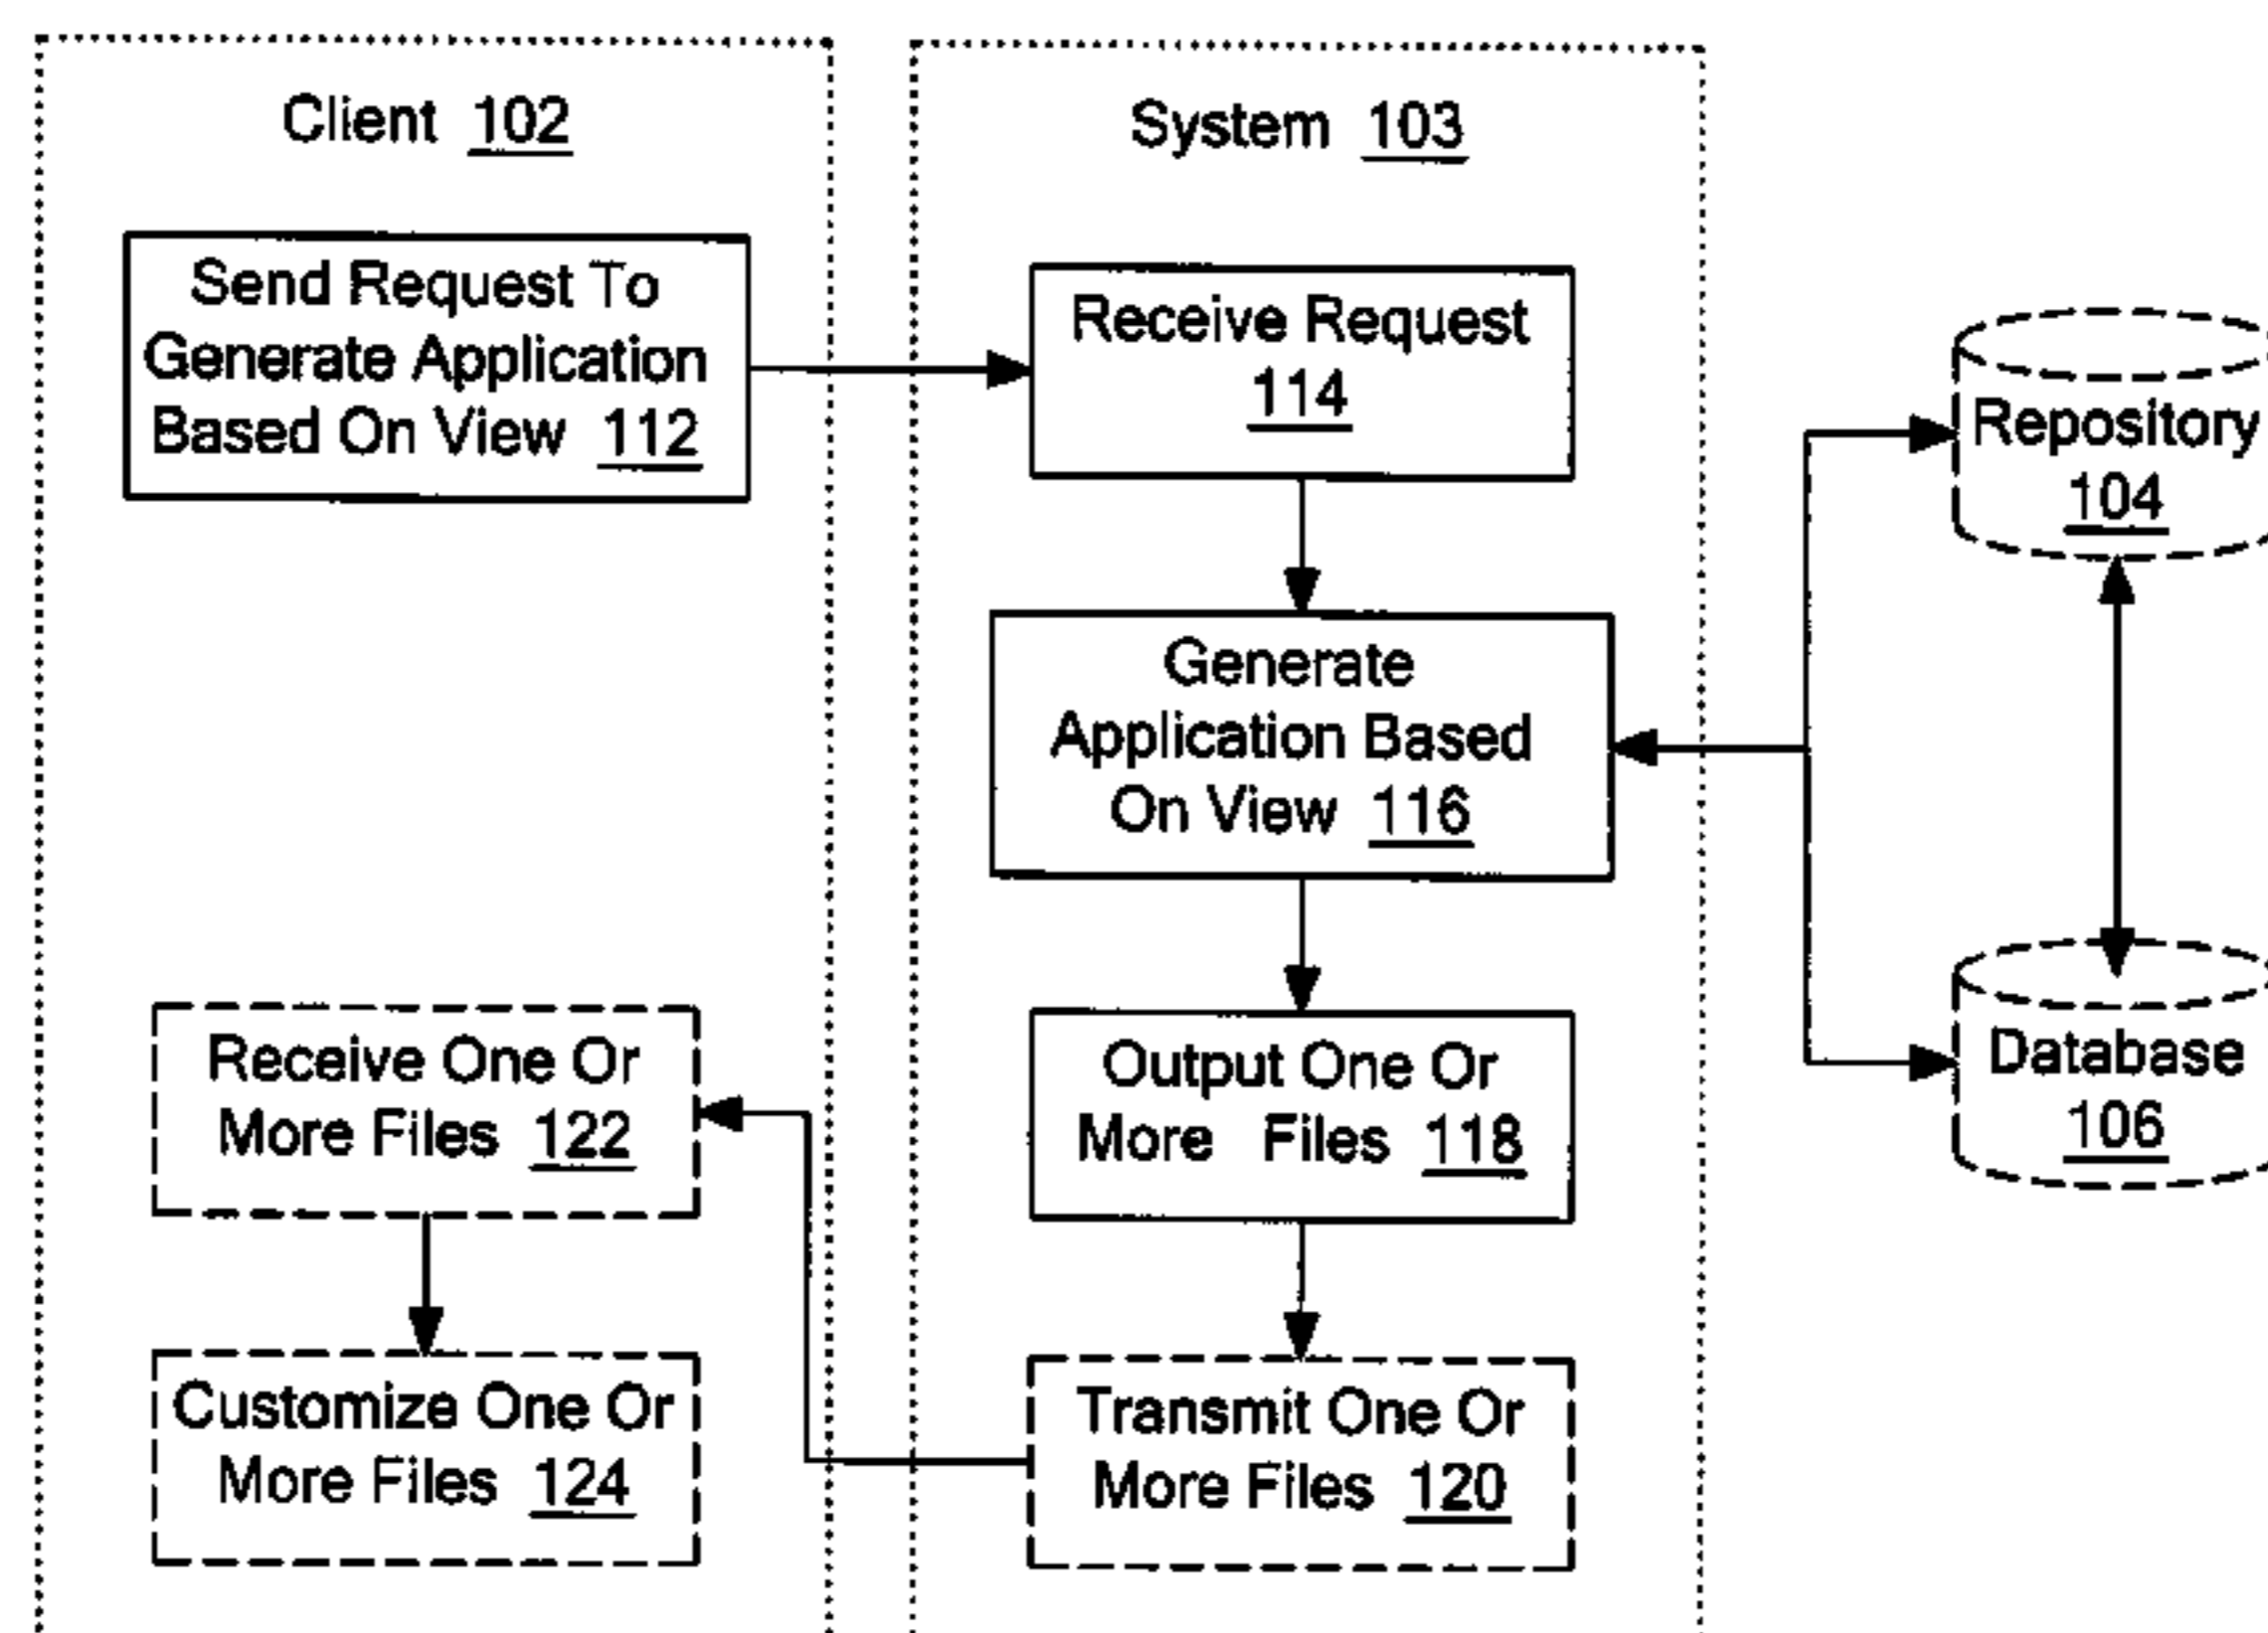 Client 102
System 103
Send Request To
Generate Application
Based On View 112
Receive Request
114
Repository
104
Generate
Application Based
On View 116
Receive One Or
More Files 122
Output One Or
More Files 118
Database
106
Customize One Or
More Files 124
Transmit One Or
More Files 120